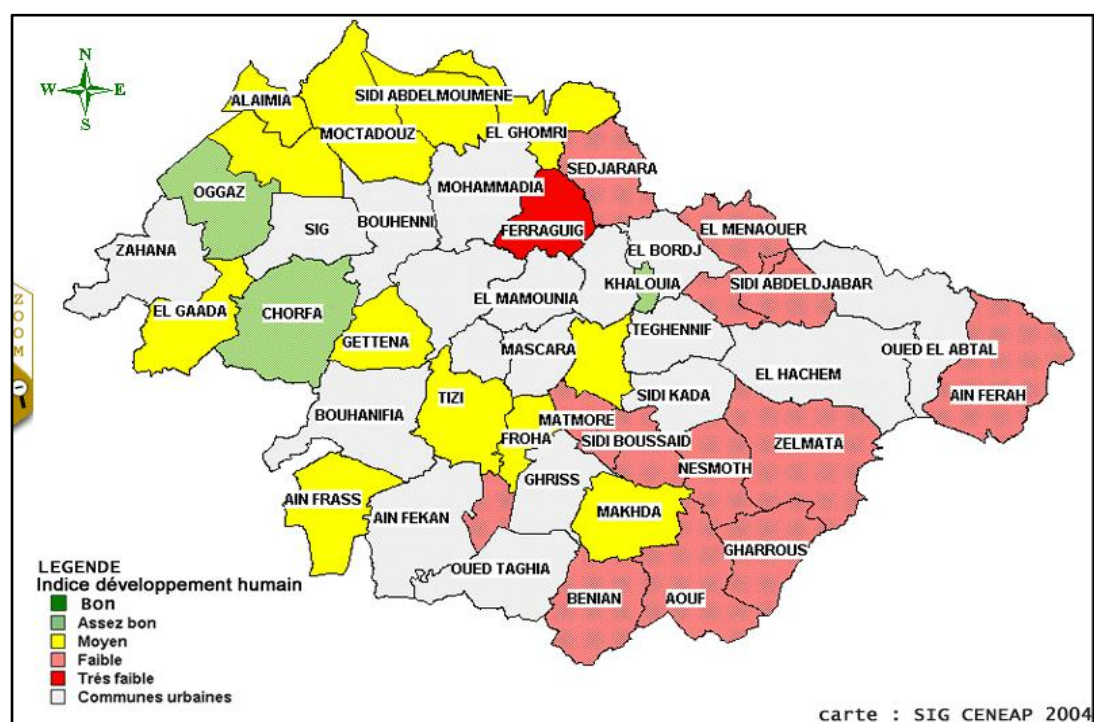 N
W E
S
ALAIMIA
SIDI ABDELMOUMENE
MOCTADOUZ
EL GHOMRI
SEDJARARA
OGGAZ
MOHAMMADIA
SIG
BOUHENNI
FERRAGUIG
EL MENAOUER
ZAHANA
EL BORDJ
KHALOUIA
SIDI ABDELDJABAR
EL GAADA
CHORFA
EL MAMOUNIA
GETTENA
MASCARA
TEGHENNIF
OUED EL ABTAL
EL HACHEM
TIZI
SIDI KADA
AIN FERAH
BOUHANIFIA
MATMORE
FROHA
SIDI BOUSSAID
ZELMATA
NESMOTH
GHRISS
AIN FRASS
AIN FEKAN
MAKHDA
GHARROUS
OUED TAGHIA
BENIAN
AOUF
ZOOM
LEGENDE
Indice développement humain
Bon
Assez bon
Moyen
Faible
Trés faible
Communes urbaines
carte : SIG CENEAP 2004